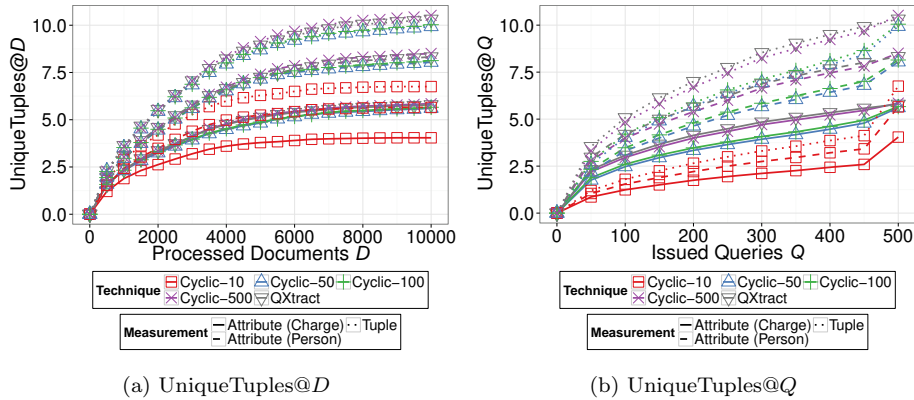 UniqueTuples@D
10.0
7.5
5.0
2.5
0.0
0 2000 4000 6000 8000 10000
Processed Documents D
Technique Cyclic−10 Cyclic−50 Cyclic−100
Cyclic−500 QXtract
Measurement Attribute (Charge) Tuple
Attribute (Person)
(a) UniqueTuples@D
UniqueTuples@Q
10.0
7.5
5.0
2.5
0.0
0 100 200 300 400 500
Issued Queries Q
Technique Cyclic−10 Cyclic−50 Cyclic−100
Cyclic−500 QXtract
Measurement Attribute (Charge) Tuple
Attribute (Person)
(b) UniqueTuples@Q